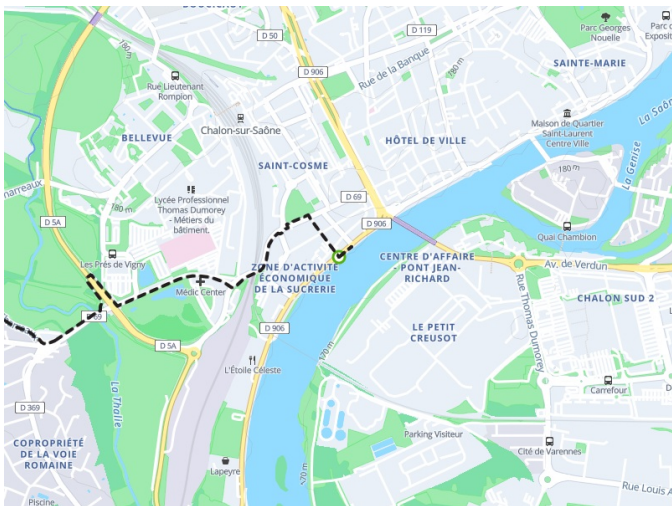 D 50
D 119
Parc Georges
Nouelle
Parc d
Exposit
D 906
Rue de la Banque
180 m
180 m
SAINTE-MARIE
Rue Lieutenant
Rompion
Maison de Quartier
Saint-Laurent
Centre Ville
La Saô
Chalon-sur-Saône
BELLEVUE
HÔTEL DE VILLE
SAINT-COSME
La Genise
180 m
Lycée Professionnel
Thomas Dumorey
- Métiers du
bâtiment.
D 69
180 m
D 5A
D 906
Quai Chambion
Les Prés de Vigny
ZONE D'ACTIVITÉ
ÉCONOMIQUE
DE LA SUCRERIE
CENTRE D'AFFAIRE
- PONT JEAN-
RICHARD
Av. de Verdun
Médic Center
CHALON SUD 2
Rue Thomas Dumorey
D 906
LE PETIT
CREUSOT
D 5A
170 m
L'Étoile Céleste
La Thalie
Carrefour
D 369
Parking Visiteur
COPROPRIÉTÉ
DE LA VOIE
ROMAINE
Cité de Varennes
Lapeyre
170 m
Rue Louis A
Piscine